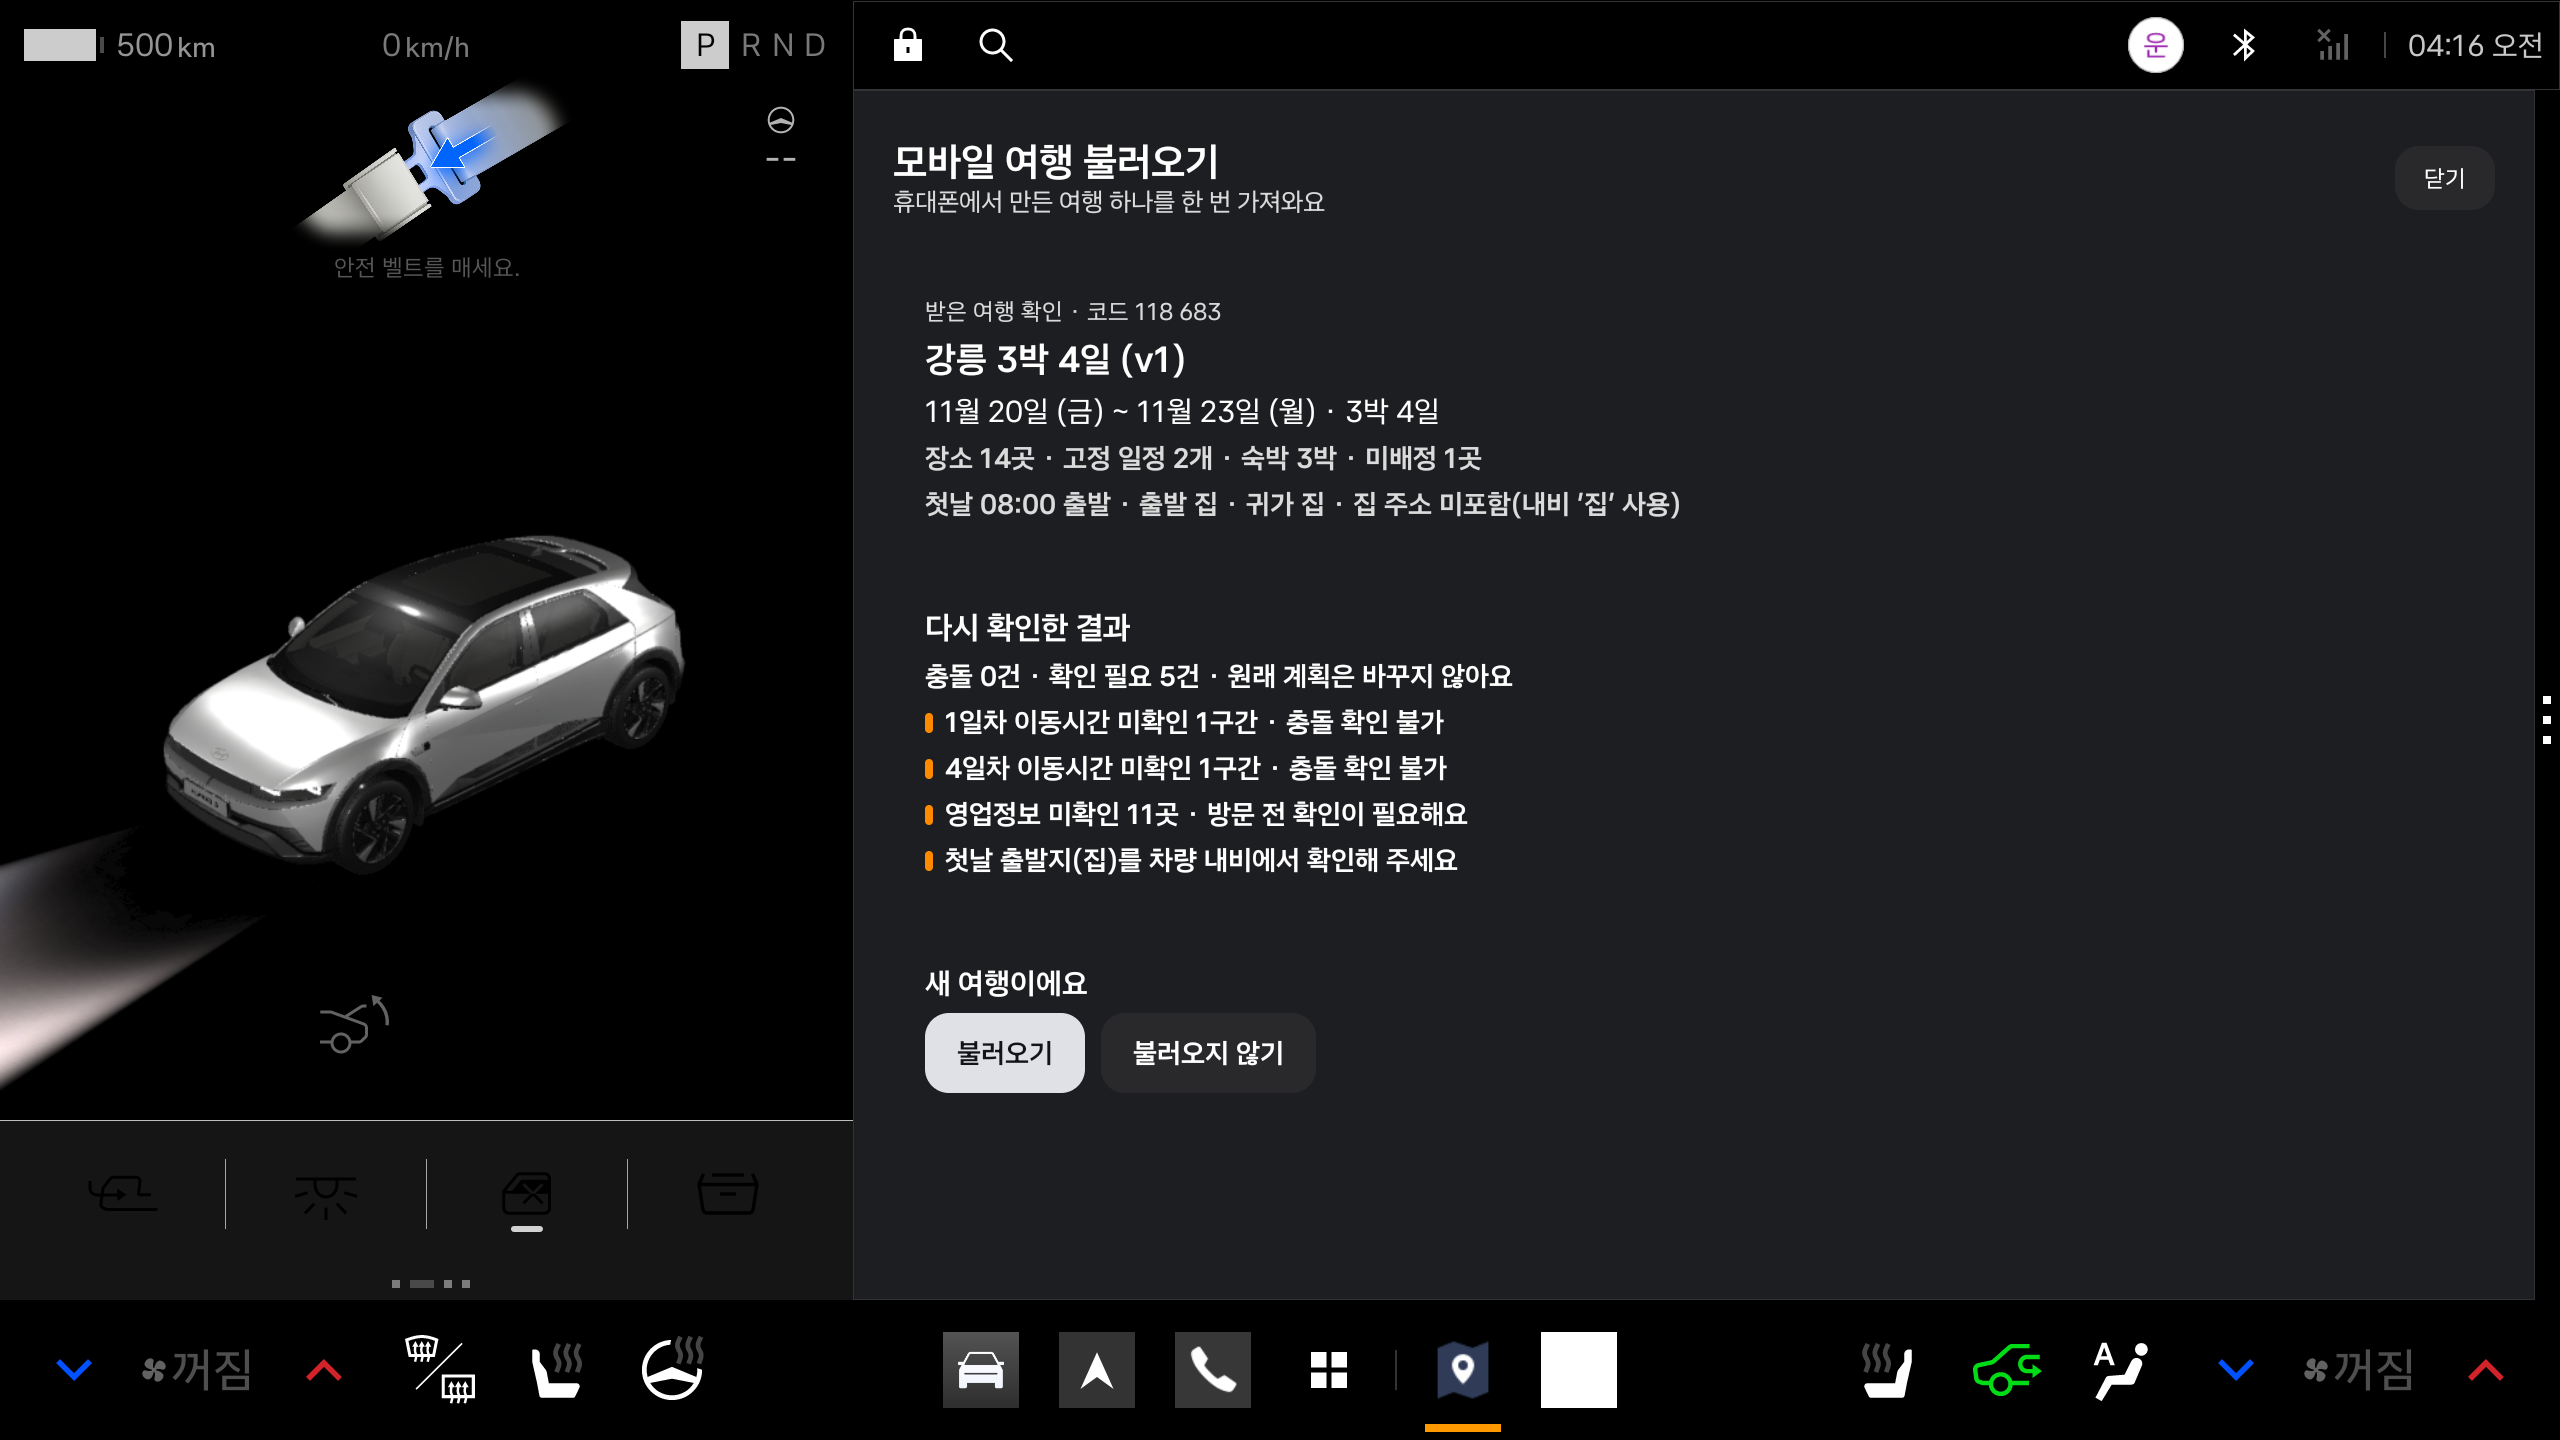 500 km
0 km/h
P R N D
운
04:16 오전
안전 벨트를 매세요.
모바일 여행 불러오기
휴대폰에서 만든 여행 하나를 한 번 가져와요
닫기
받은 여행 확인 · 코드 118 683
강릉 3박 4일 (v1)
11월 20일 (금) ~ 11월 23일 (월) · 3박 4일
장소 14곳 · 고정 일정 2개 · 숙박 3박 · 미배정 1곳
첫날 08:00 출발 · 출발 집 · 귀가 집 · 집 주소 미포함(내비 '집' 사용)
다시 확인한 결과
충돌 0건 · 확인 필요 5건 · 원래 계획은 바꾸지 않아요
1일차 이동시간 미확인 1구간 · 충돌 확인 불가
4일차 이동시간 미확인 1구간 · 충돌 확인 불가
영업정보 미확인 11곳 · 방문 전 확인이 필요해요
첫날 출발지(집)를 차량 내비에서 확인해 주세요
새 여행이에요
불러오기
불러오지 않기
꺼짐
A
꺼짐